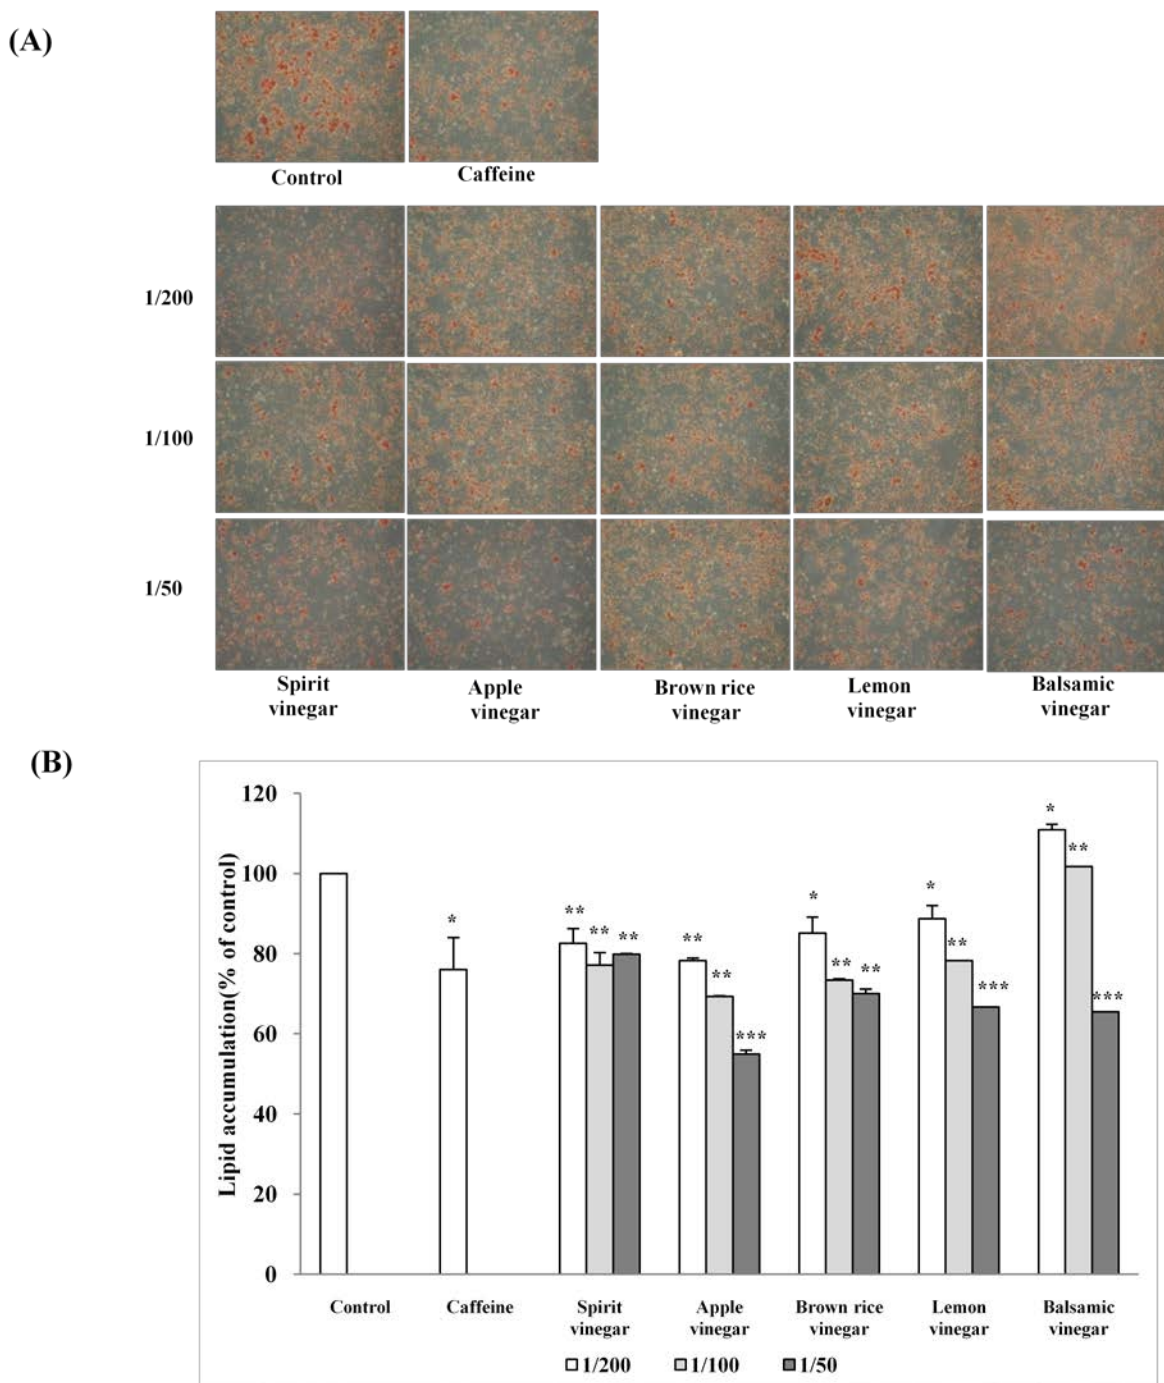 (A)
Control
Caffeine
1/200
1/100
1/50
Spirit
vinegar
Apple
vinegar
Brown rice
vinegar
Lemon
vinegar
Balsamic
vinegar
(B)
Lipid accumulation(% of control)
120
100
80
60
40
20
0
*
**
**
**
**
**
***
*
**
**
*
**
***
*
**
***
Control
Caffeine
Spirit
vinegar
Apple
vinegar
Brown rice
vinegar
Lemon
vinegar
Balsamic
vinegar
1/200
1/100
1/50